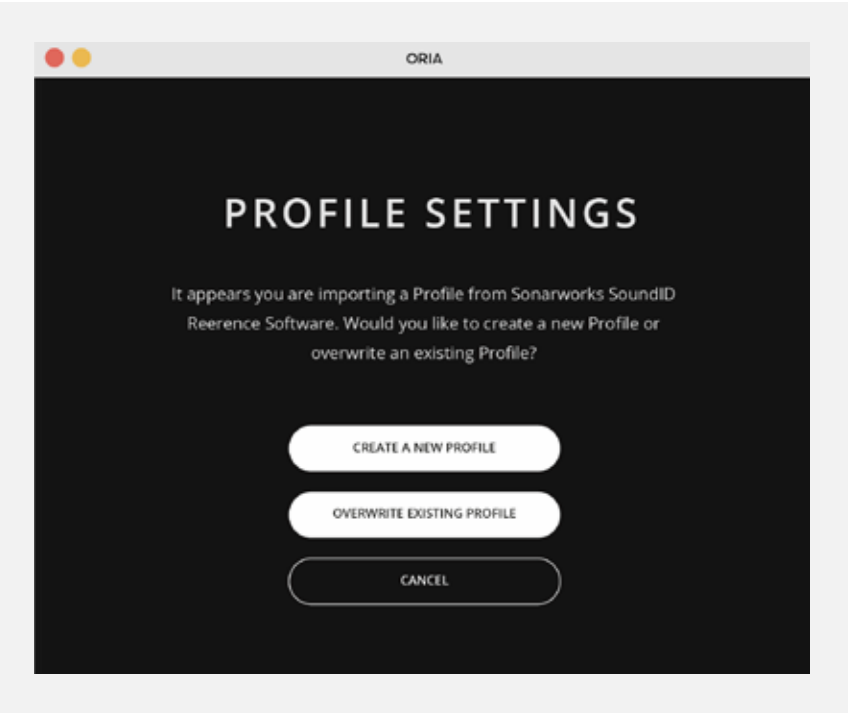 ORIA
PROFILE SETTINGS
It appears you are importing a Profile from Sonarworks SoundID
Reerence Software. Would you like to create a new Profile or
overwrite an existing Profile?
CREATE A NEW PROFILE
OVERWRITE EXISTING PROFILE
CANCEL